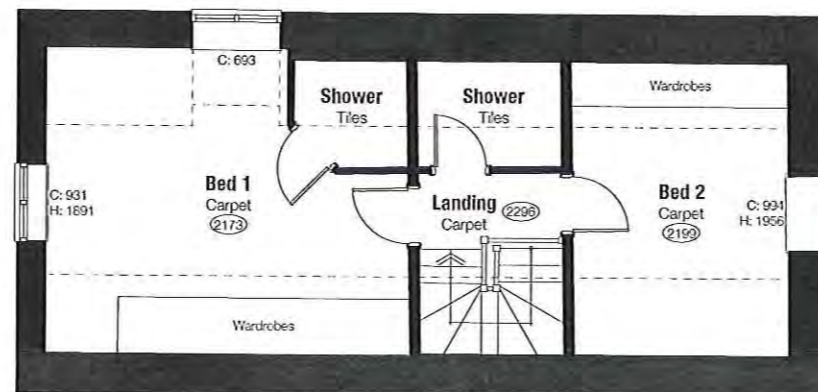 C: 693
Shower
Tiles
Shower
Tiles
Wardrobes
C: 931
H: 1891
Bed 1
Carpet
2173
Landing
Carpet
2296
Bed 2
Carpet
2199
C: 994
H: 1956
Wardrobes